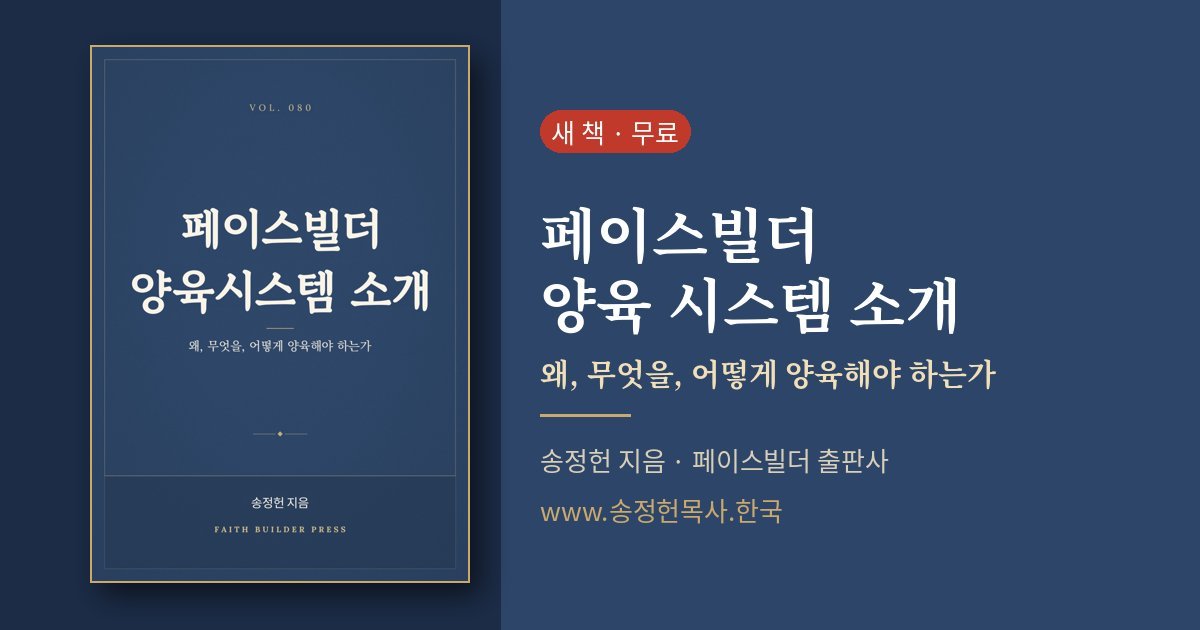 VOL. 080
페이스빌더
양육시스템 소개
왜, 무엇을, 어떻게 양육해야 하는가
송정헌 지음
FAITH BUILDER PRESS
새 책 · 무료
페이스빌더
양육 시스템 소개
왜, 무엇을, 어떻게 양육해야 하는가
송정헌 지음 · 페이스빌더 출판사
www.송정헌목사.한국